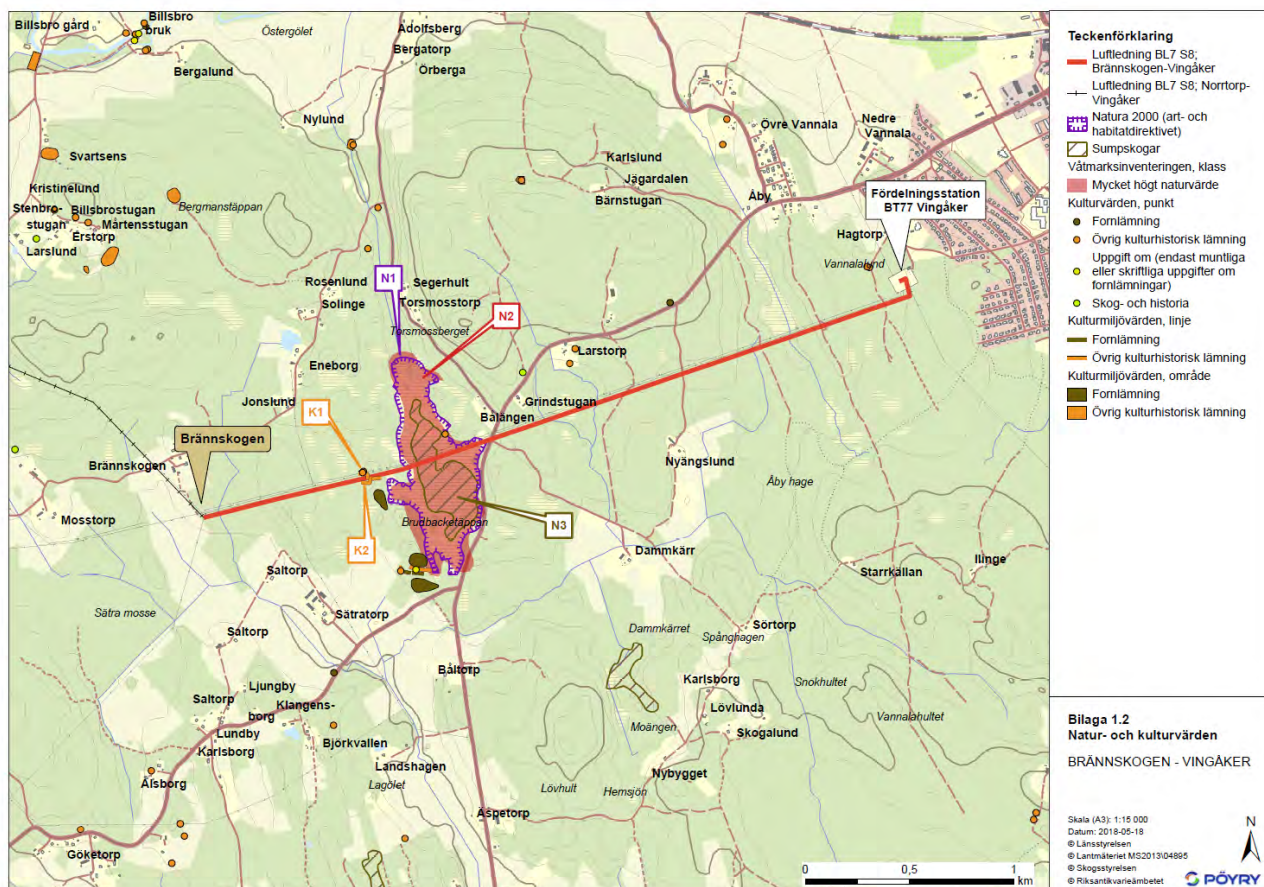 Billsbro gård
Billsbro
bruk
Östergölet
Adolfsberg
Bergatorp
Örberga
Bergalund
Nylund
Övre Vannala
Nedre
Vannala
Svartsens
Karlslund
Jägardalen
Bärnstugan
Åby
Kristinelund
Stenbro-
stugan
Billsbrostugan
Mårtensstugan
Erstorp
Larslund
Bergmanstäppan
Fördelningsstation
BT77 Vingåker
Hagtorp
Vannalalund
Rosenlund
Solinge
N1
Segerhult
Torsmosstorp
N2
Torsmossberget
Larstorp
Eneborg
Jonslund
Grindstugan
Bålängen
K1
Brännskogen
Brännskogen
Nyängslund
Åby hage
Mosstorp
Brudbacketäppan
N3
K2
Dammkärr
Starrkällan
Ilinge
Saltorp
Sätra mosse
Sätratorp
Saltorp
Dammkärret
Spånghagen
Sörtorp
Båltorp
Karlsborg
Snokhultet
Saltorp
Ljungby
Klangens-
borg
Lövlunda
Vannalahultet
Lundby
Karlsborg
Björkvallen
Moängen
Skogalund
Landshagen
Nybygget
Älsborg
Lagölet
Lövhult
Hemsjön
Äspetorp
Göketorp
0
0,5
1
km
Teckenförklaring
Luftledning BL7 S8;
Brännskogen-Vingåker
Luftledning BL7 S8; Norrtorp-
Vingåker
Natura 2000 (art- och
habitatdirektivet)
Sumpskogar
Våtmarksinventeringen, klass
Mycket högt naturvärde
Kulturvärden, punkt
Fornlämning
Övrig kulturhistorisk lämning
Uppgift om (endast muntliga
eller skriftliga uppgifter om
fornlämningar)
Skog- och historia
Kulturmiljövärden, linje
Fornlämning
Övrig kulturhistorisk lämning
Kulturmiljövärden, område
Fornlämning
Övrig kulturhistorisk lämning
Bilaga 1.2
Natur- och kulturvärden
BRÄNNSKOGEN - VINGÅKER
Skala (A3): 1:15 000
Datum: 2018-05-18
© Länsstyrelsen
© Lantmäteriet MS2013\04895
© Skogsstyrelsen
© Riksantikvarieämbetet
N
PÖYRY